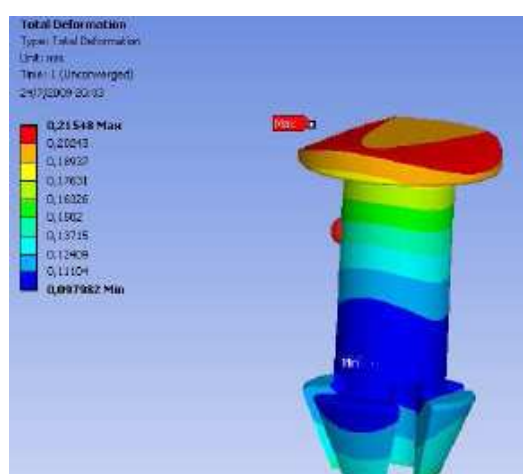 Total Deformation
Type: Total Deformation
Unit: mm
Time: 1 (Unconverged)
24/7/2009 20:03
0,21548 Max
0,20243
0,18937
0,17631
0,16326
0,1502
0,13715
0,12409
0,11104
0,097982 Min
Max
Min